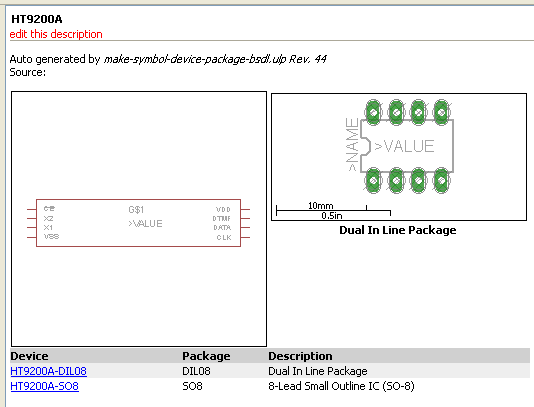 HT9200A
edit this description
Auto generated by make-symbol-device-package-bsdl.ulp Rev. 44
Source:
CE
X2
X1
VSS
G$1
>VALUE
VDD
DTMF
DATA
CLK
>NAME
>VALUE
10mm
0.5in
Dual In Line Package
Device Package Description
HT9200A-DIL08 DIL08 Dual In Line Package
HT9200A-SO8 SO8 8-Lead Small Outline IC (SO-8)